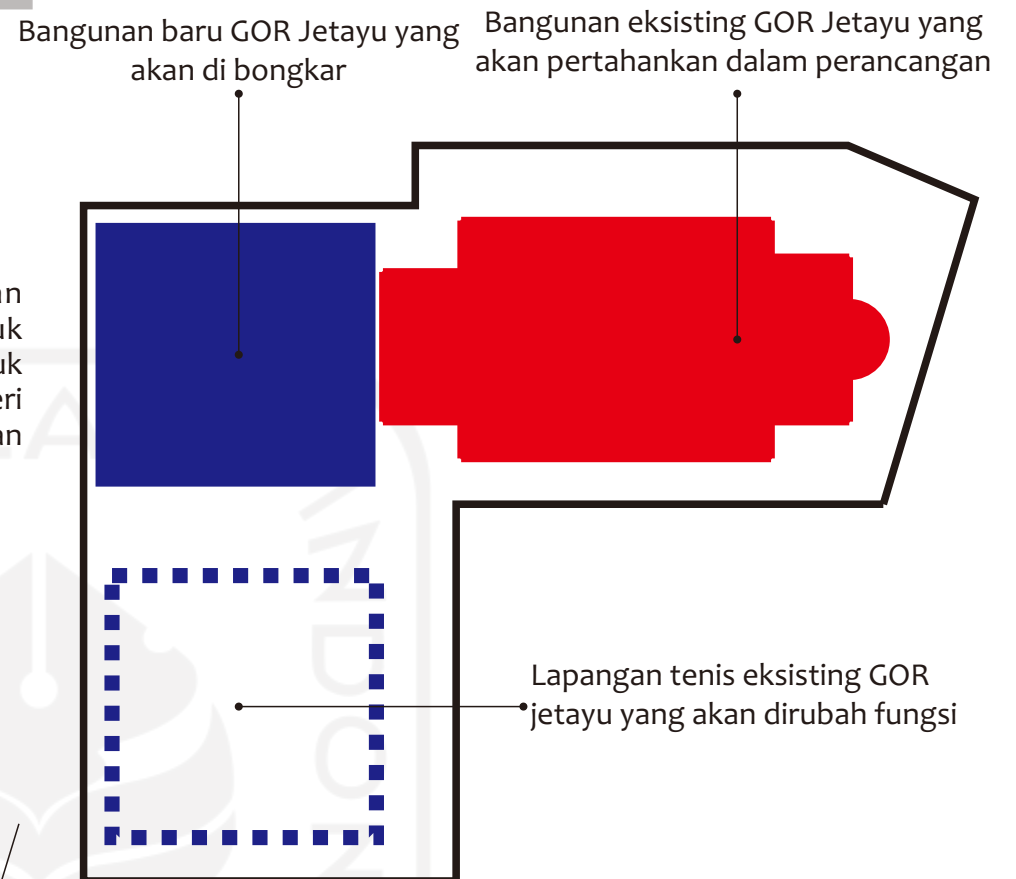 Bangunan baru GOR Jetayu yang
akan di bongkar
Bangunan eksisting GOR Jetayu yang
akan pertahankan dalam perancangan
Lapangan tenis eksisting GOR
jetayu yang akan dirubah fungsi